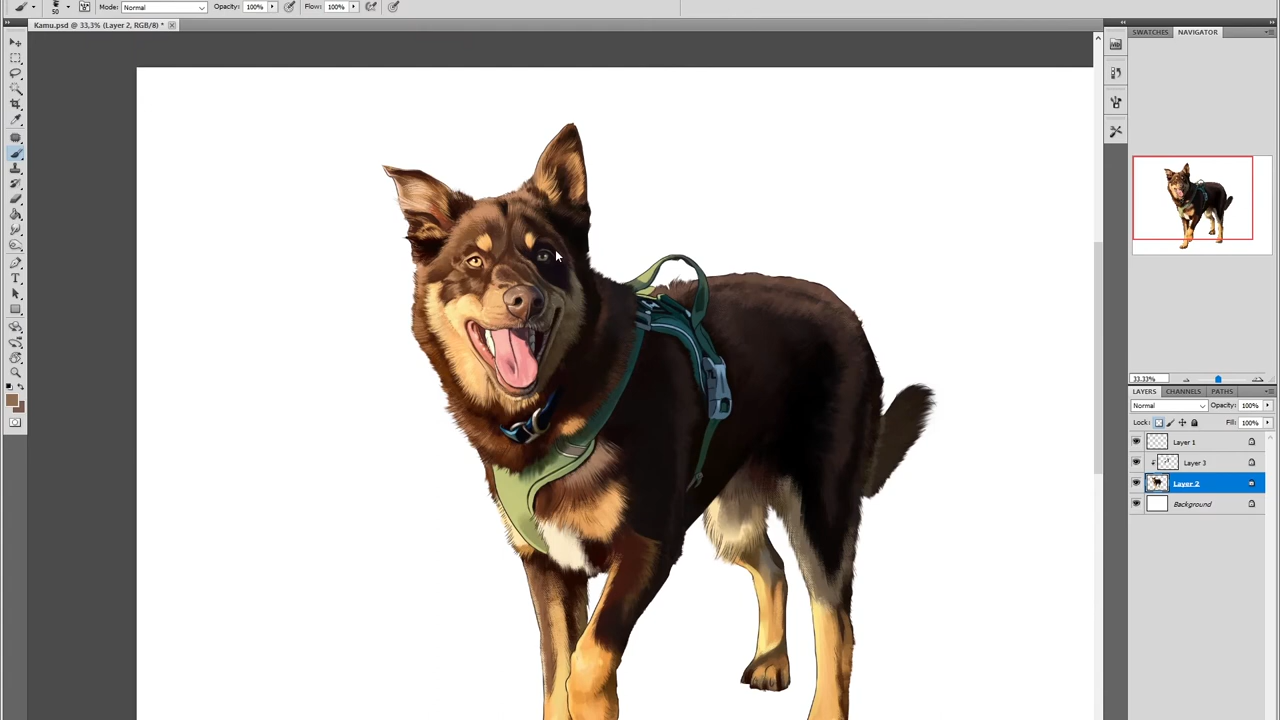 50 Mode: Normal Opacity: 100% Flow: 100%
Kamu.psd @ 33,3% (Layer 2, RGB/8) *
SWATCHES NAVIGATOR
33.33%
LAYERS CHANNELS PATHS
Normal Opacity: 100%
Lock: Fill: 100%
Layer 1
Layer 3
Layer 2
Background